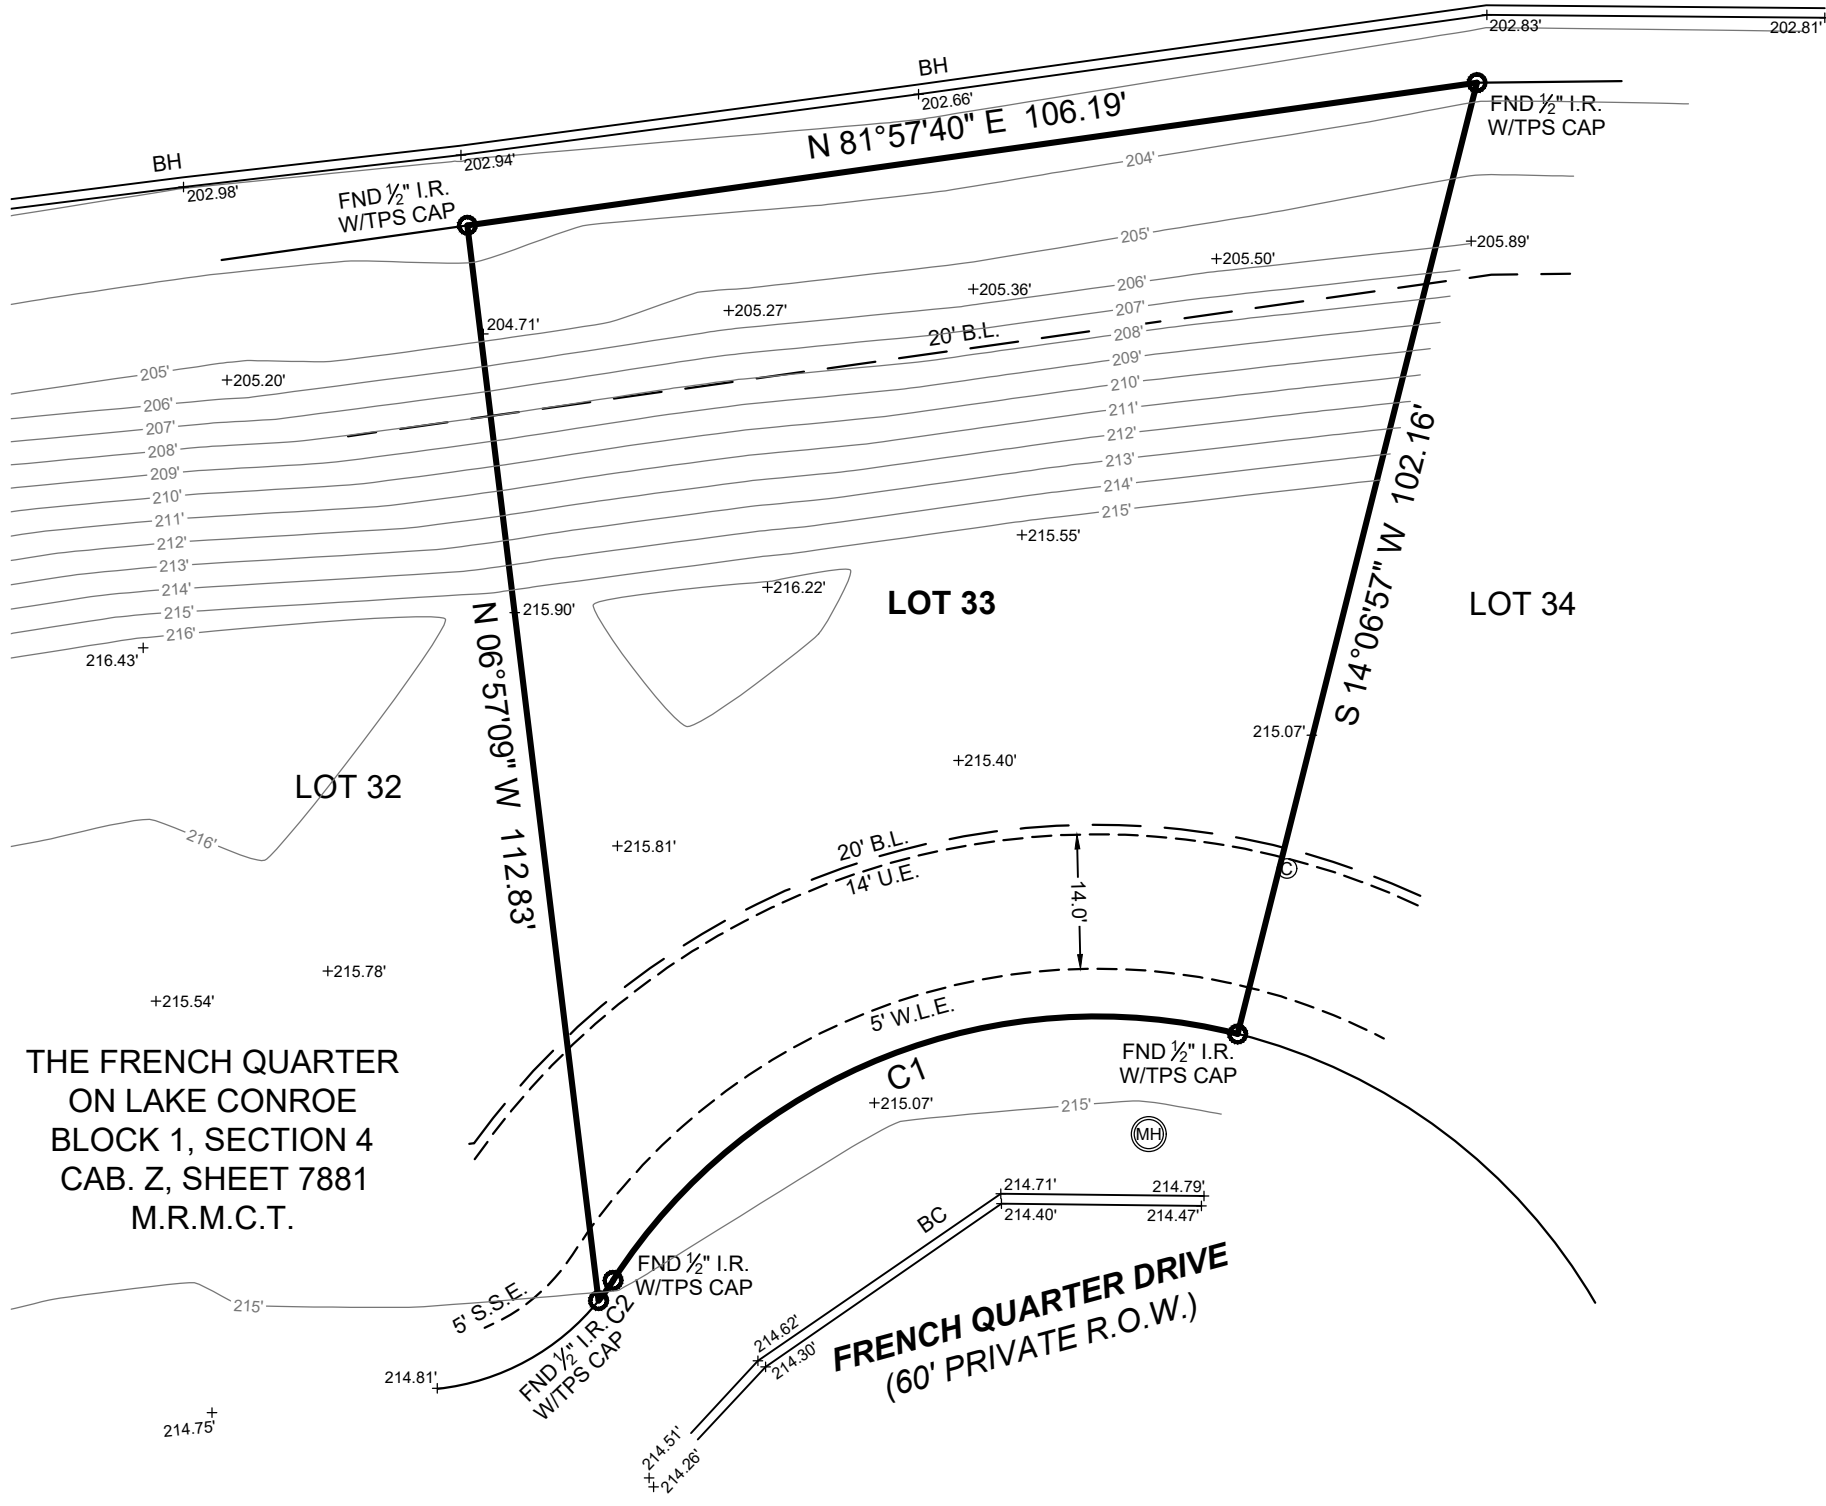 202.83'
202.81'
BH
202.66'
N 81°57'40" E 106.19'
FND ½" I.R.
W/TPS CAP
BH
202.94'
202.98'
FND ½" I.R.
W/TPS CAP
204'
205'
+205.89'
+205.50'
206'
+205.36'
207'
+205.27'
204.71'
20' B.L.
208'
209'
205'
+205.20'
210'
206'
211'
207'
212'
208'
213'
209'
214'
210'
215'
211'
212'
213'
214'
215'
216'
+215.55'
S 14°06'57" W 102.16'
+216.22'
LOT 33
LOT 34
215.90'
N 06°57'09" W 112.83'
216.43'
215.07'
+215.40'
LOT 32
216'
+215.81'
20' B.L.
14' U.E.
C
14.0'
+215.78'
+215.54'
5' W.L.E.
THE FRENCH QUARTER
ON LAKE CONROE
BLOCK 1, SECTION 4
CAB. Z, SHEET 7881
M.R.M.C.T.
FND ½" I.R.
W/TPS CAP
C1
+215.07'
215'
MH
214.71'
214.79'
214.40'
214.47'
BC
FND ½" I.R.
W/TPS CAP
C2
5' S.S.E.
215'
FND ½" I.R.
W/TPS CAP
214.62'
214.30'
FRENCH QUARTER DRIVE
(60' PRIVATE R.O.W.)
214.81'
214.75'
214.51'
214.26'